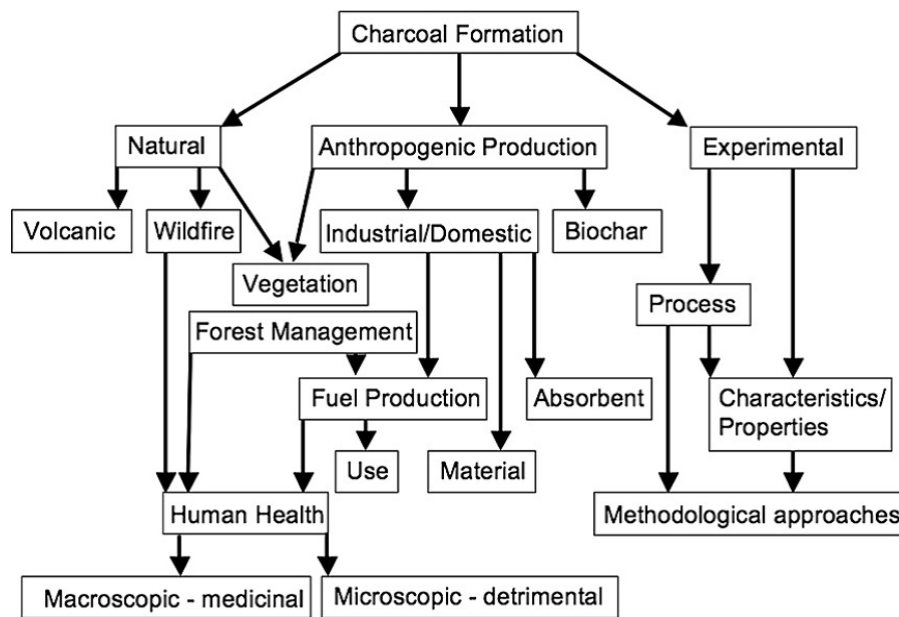 Charcoal Formation
Natural
Anthropogenic Production
Experimental
Volcanic
Wildfire
Industrial/Domestic
Biochar
Vegetation
Process
Forest Management
Fuel Production
Absorbent
Characteristics/
Properties
Use
Material
Human Health
Methodological approaches
Macroscopic - medicinal
Microscopic - detrimental